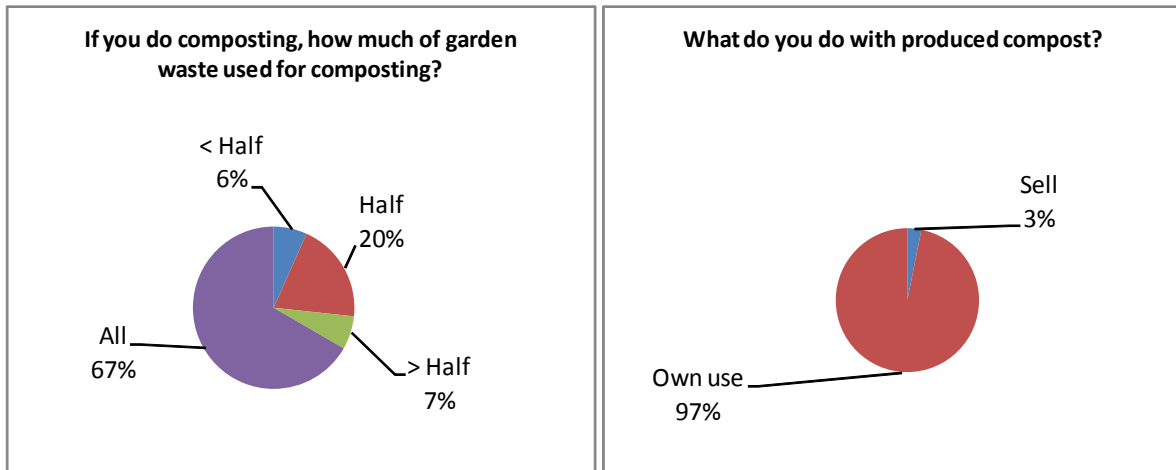 If you do composting, how much of garden
waste used for composting?
< Half
6%
Half
20%
All
67%
> Half
7%
What do you do with produced compost?
Sell
3%
Own use
97%